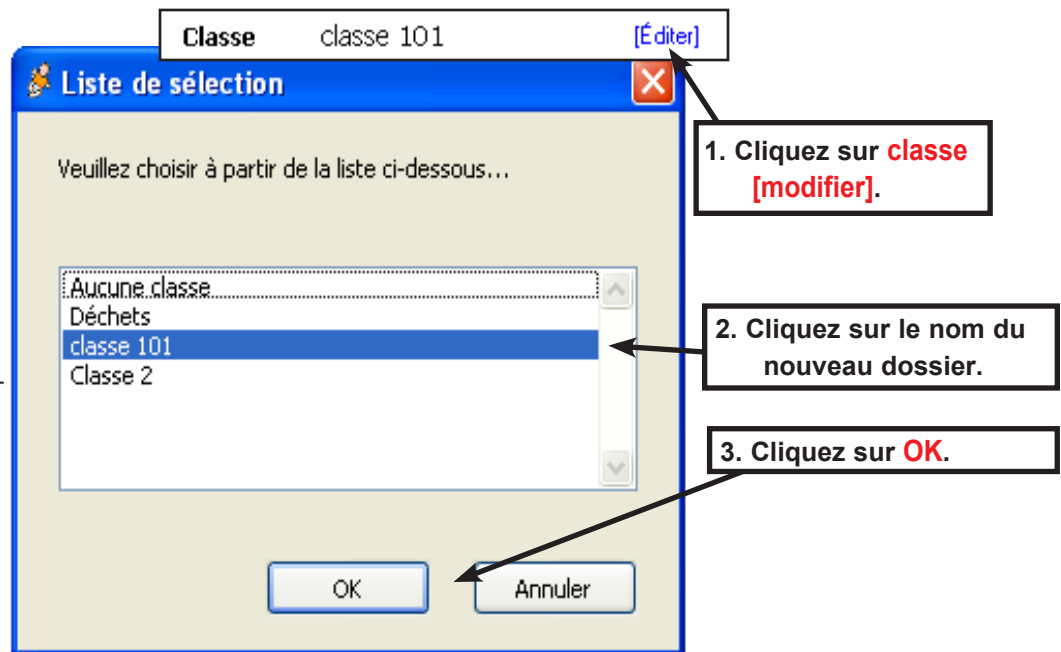 Classe classe 101 [Éditer]
Liste de sélection
Veuillez choisir à partir de la liste ci-dessous...
1. Cliquez sur classe
[modifier].
Aucune classe
Déchets
classe 101
Classe 2
2. Cliquez sur le nom du
nouveau dossier.
3. Cliquez sur OK.
OK Annuler